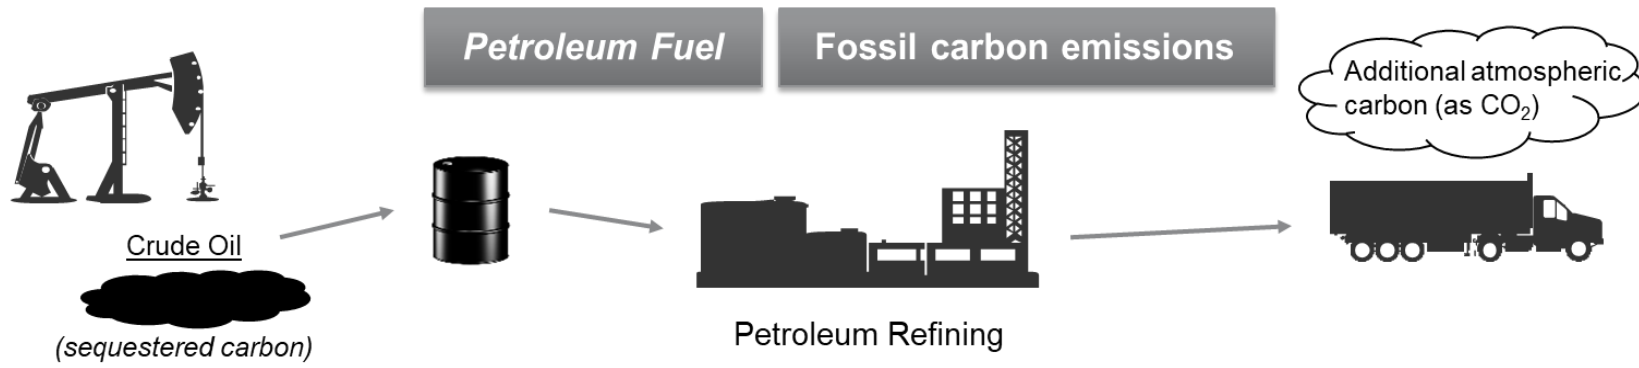 Petroleum Fuel
Fossil carbon emissions
Additional atmospheric
carbon (as CO₂)
Crude Oil
(sequestered carbon)
Petroleum Refining